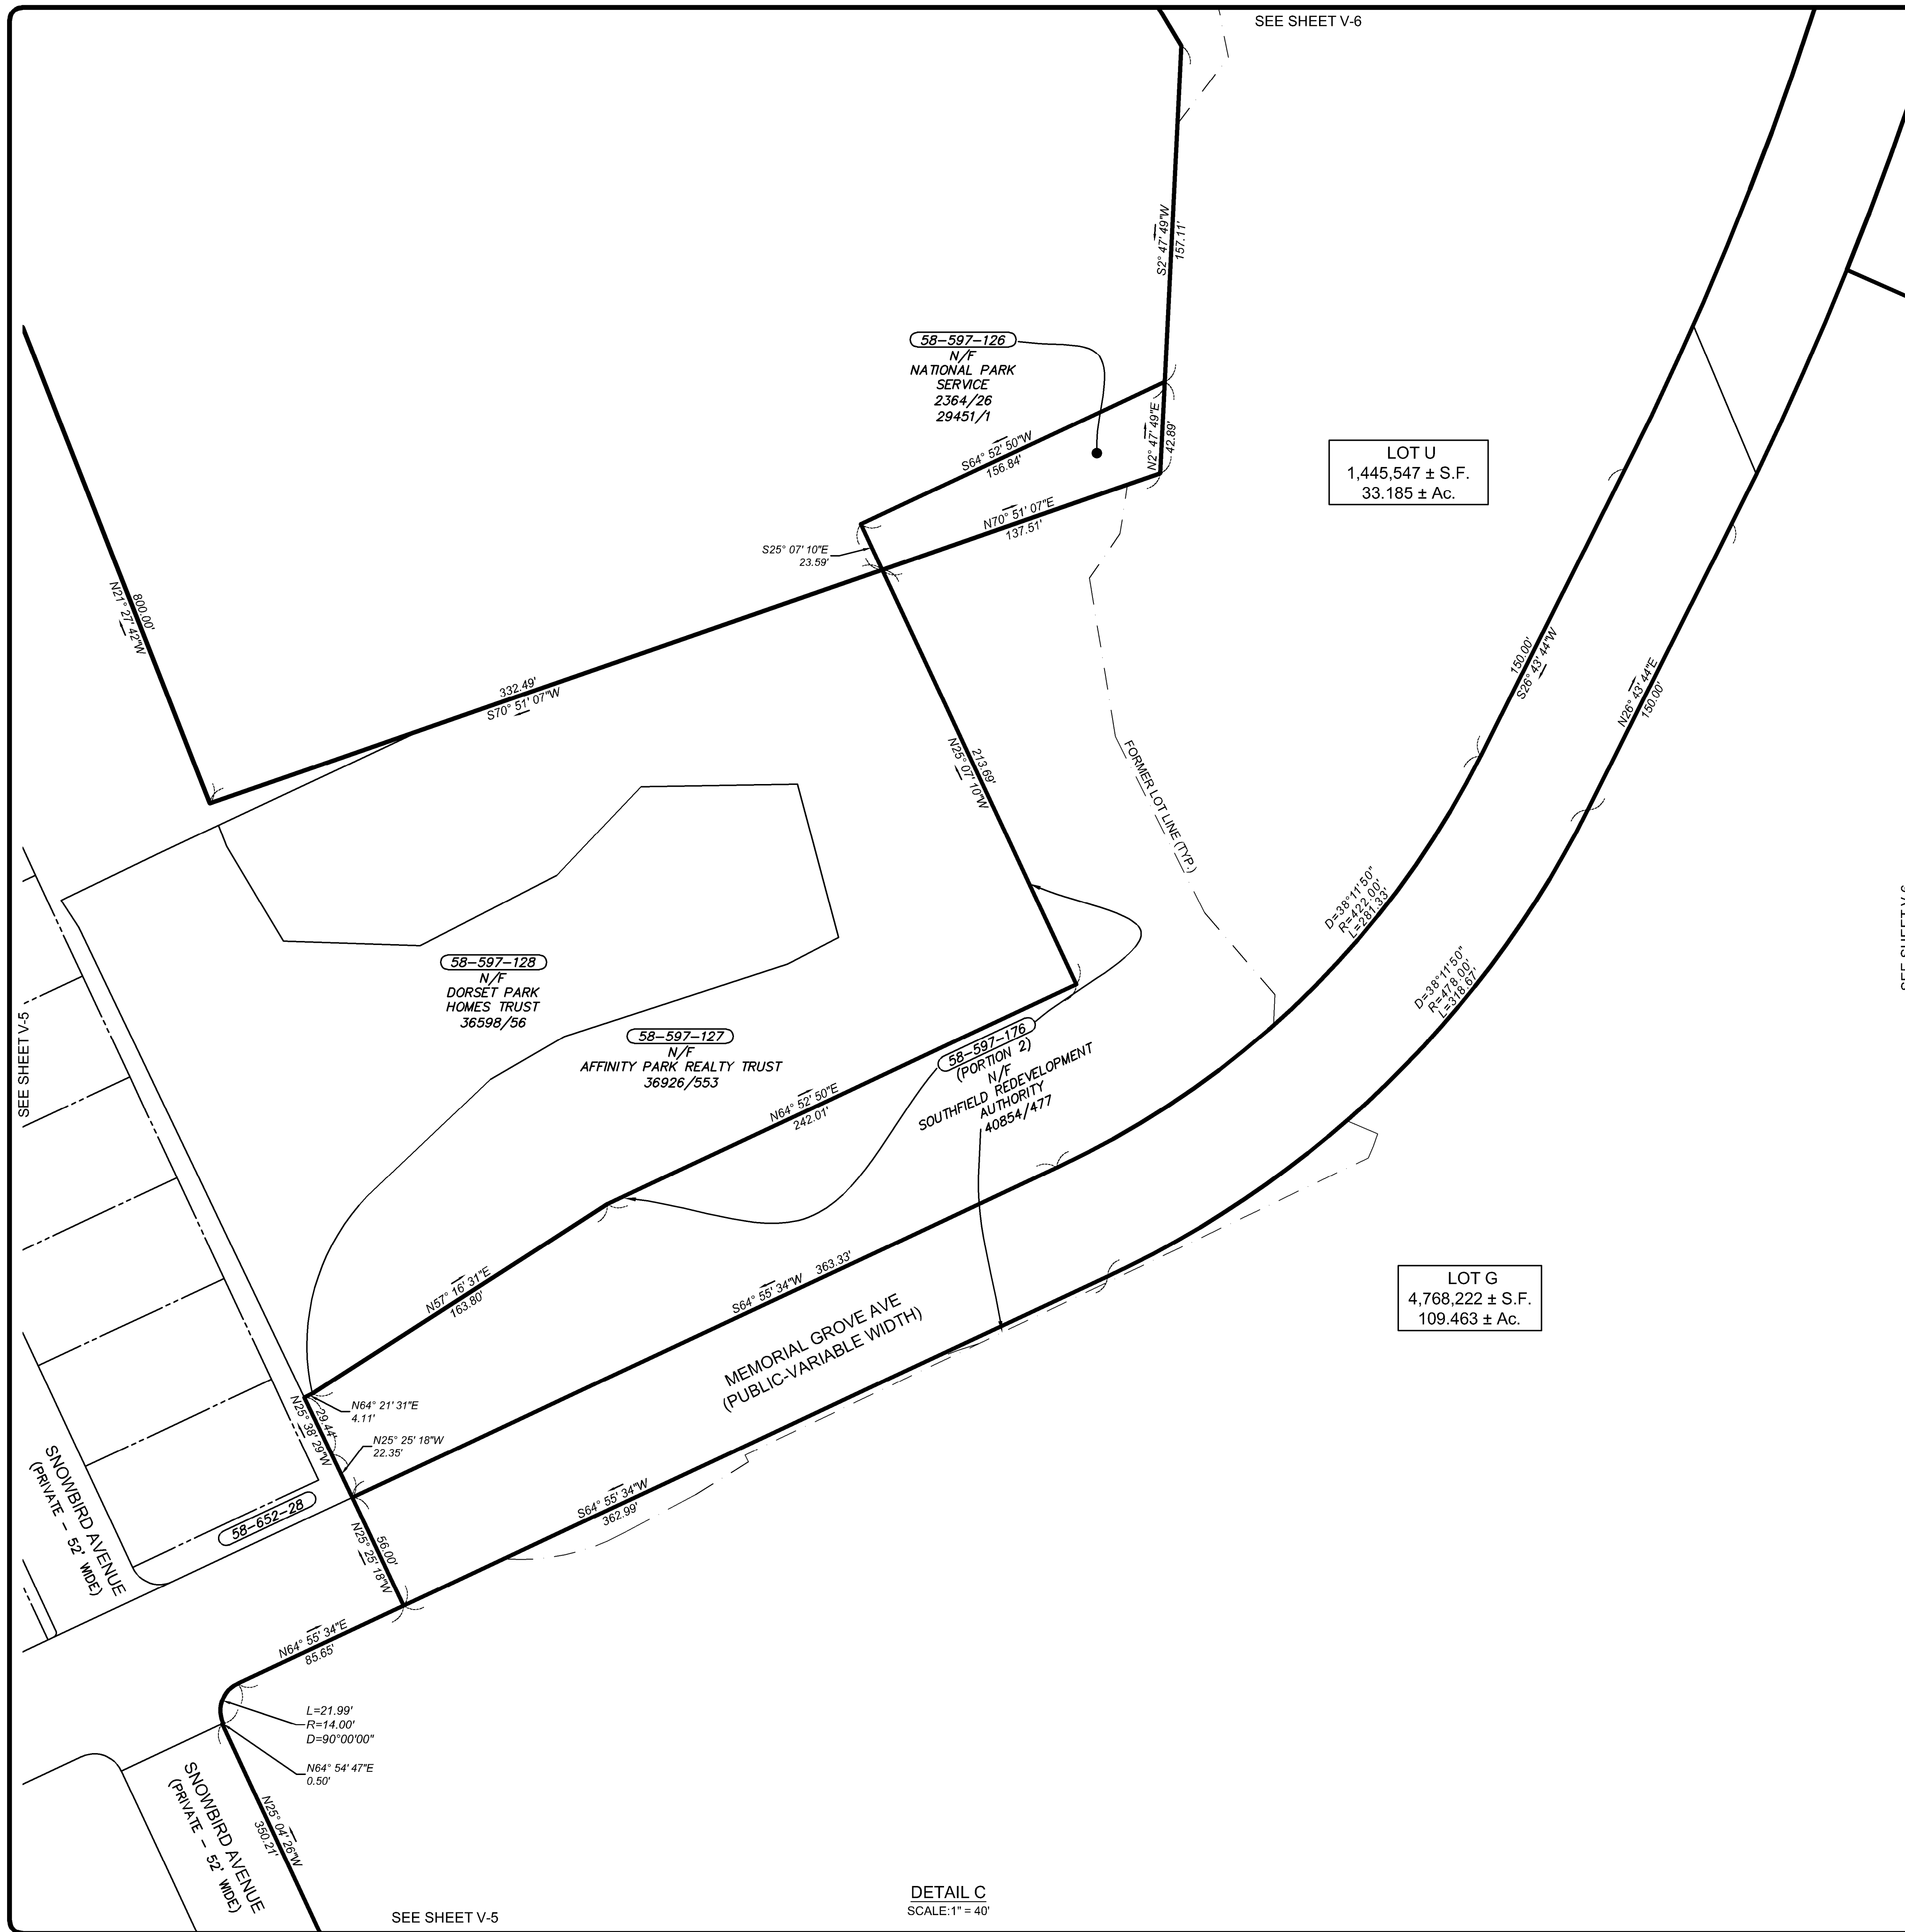 SEE SHEET V-6
S2° 47' 49"W
157.11'
58-597-126
N/F
NATIONAL PARK
SERVICE
2364/26
29451/1
S64° 52' 50"W
156.84'
N2° 47' 49"E
42.89'
LOT U
1,445,547 ± S.F.
33.185 ± Ac.
N70° 51' 07"E
137.51'
S25° 07' 10"E
23.59'
800.00'
N21° 27' 42"W
332.49'
S70° 51' 07"W
213.69'
N25° 07' 10"W
FORMER LOT LINE (TYP.)
150.00'
S26° 43' 44"W
N26° 43' 44"E
150.00'
D=38°11'50"
R=422.00'
L=281.33'
D=38°11'50"
R=478.00'
L=318.67'
SEE SHEET V-6
SEE SHEET V-5
58-597-128
N/F
DORSET PARK
HOMES TRUST
36598/56
58-597-127
N/F
AFFINITY PARK REALTY TRUST
36926/553
58-597-176
(PORTION 2)
N/F
SOUTHFIELD REDEVELOPMENT
AUTHORITY
40854/477
N64° 52' 50"E
242.01'
N57° 16' 31"E
163.80'
S64° 55' 34"W 363.33'
MEMORIAL GROVE AVE
(PUBLIC-VARIABLE WIDTH)
LOT G
4,768,222 ± S.F.
109.463 ± Ac.
N64° 21' 31"E
4.11'
29.44'
N25° 38' 29"W
N25° 25' 18"W
22.35'
SNOWBIRD AVENUE
(PRIVATE - 52' WIDE)
58-652-28
S64° 55' 34"W
362.99'
56.00'
N25° 25' 18"W
N64° 55' 34"E
85.65'
L=21.99'
R=14.00'
D=90°00'00"
N64° 54' 47"E
0.50'
SNOWBIRD AVENUE
(PRIVATE - 52' WIDE)
N25° 04' 26"W
350.21'
SEE SHEET V-5
DETAIL C
SCALE:1" = 40'